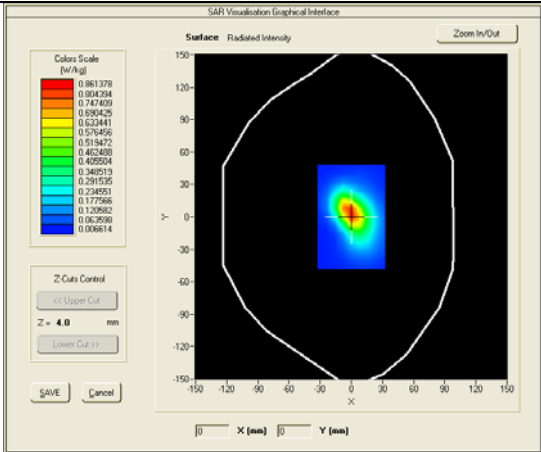 SAR Visualisation Graphical Interface
Surface Radiated Intensity
Zoom In/Out
Colors Scale
(W/kg)
0.861378
0.804394
0.747409
0.690425
0.633441
0.576456
0.519472
0.462488
0.405504
0.348519
0.291535
0.234551
0.177566
0.120582
0.063598
0.006614
Z-Cuts Control
<< Upper Cut
Z = 4.0 mm
Lower Cut >>
SAVE
Cancel
150-
120-
90-
60-
30-
Y
0-
-30-
-60-
-90-
-120-
-150-
-150 -120 -90 -60 -30 0 30 60 90 120 150
X
0 X (mm) 0 Y (mm)